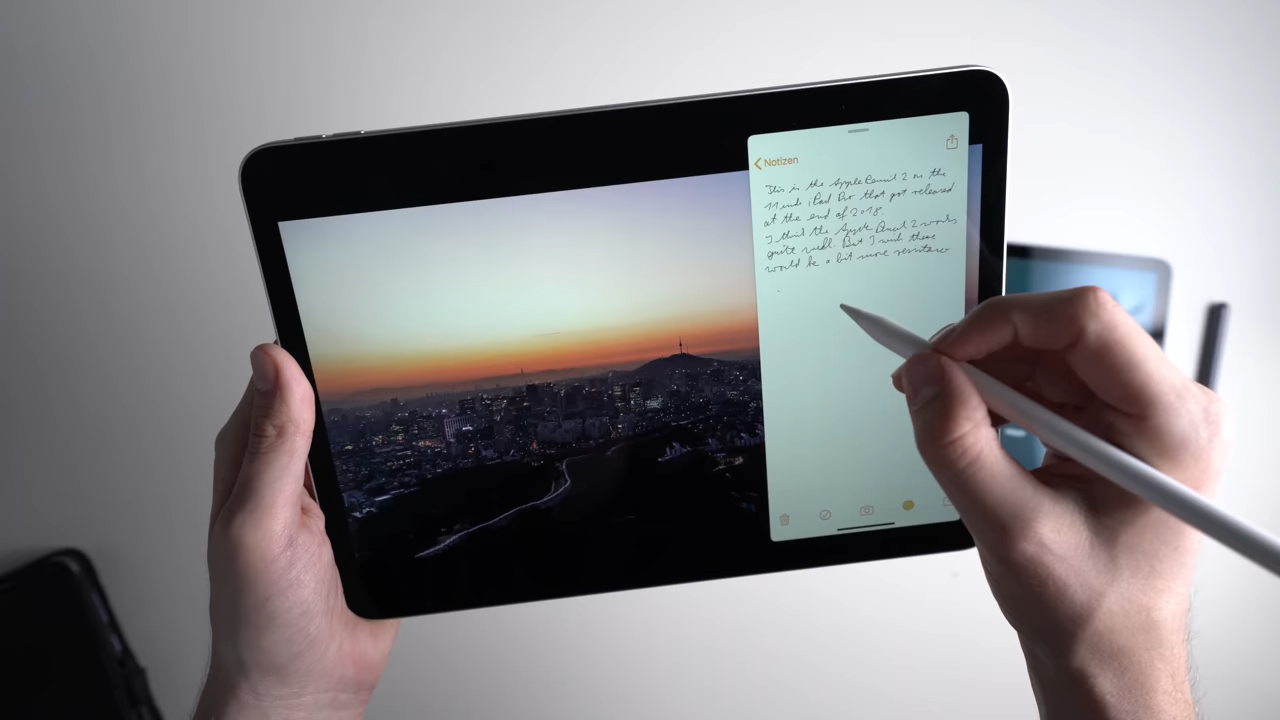 Notizen
This is the Apple Pencil 2 on the
11 inch iPad Pro that got released
at the end of 2018.
I think the Apple Pencil 2 works
quite well. But I wish there
would be a bit more resistance